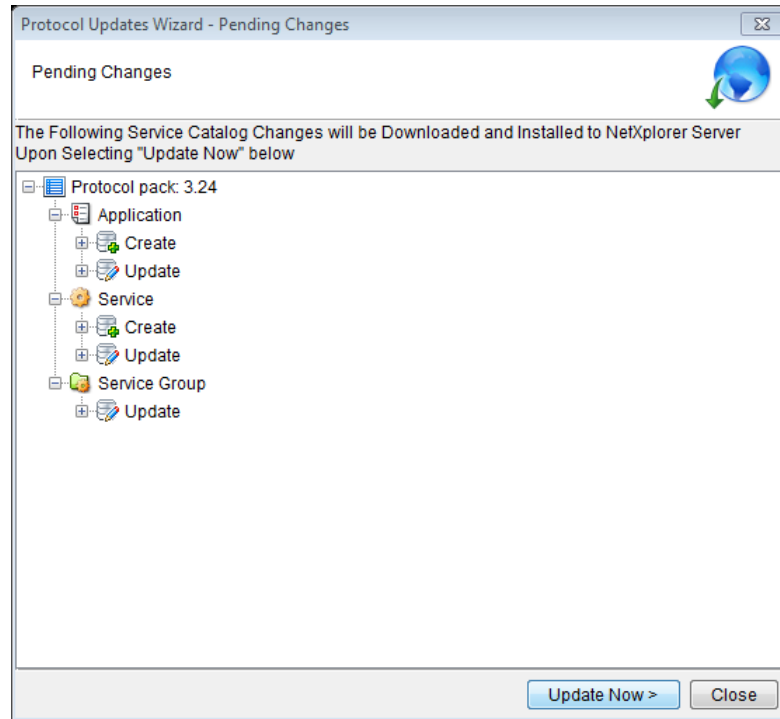 Protocol Updates Wizard - Pending Changes
Pending Changes
The Following Service Catalog Changes will be Downloaded and Installed to NetXplorer Server
Upon Selecting "Update Now" below
Protocol pack: 3.24
Application
Create
Update
Service
Create
Update
Service Group
Update
Update Now >
Close